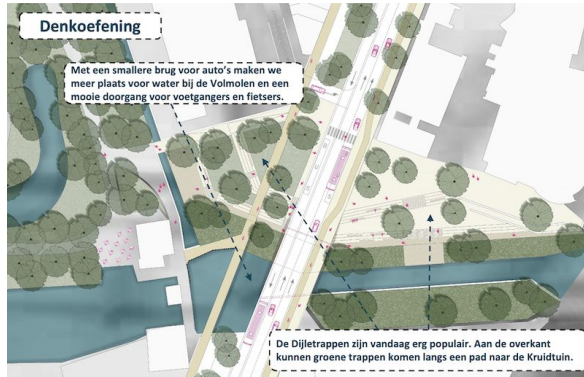 Denkoefening
Met een smallere brug voor auto's maken we
meer plaats voor water bij de Volmolen en een
mooie doorgang voor voetgangers en fietsers.
De Dijletrappen zijn vandaag erg populair. Aan de overkant
kunnen groene trappen komen langs een pad naar de Kruidtuin.